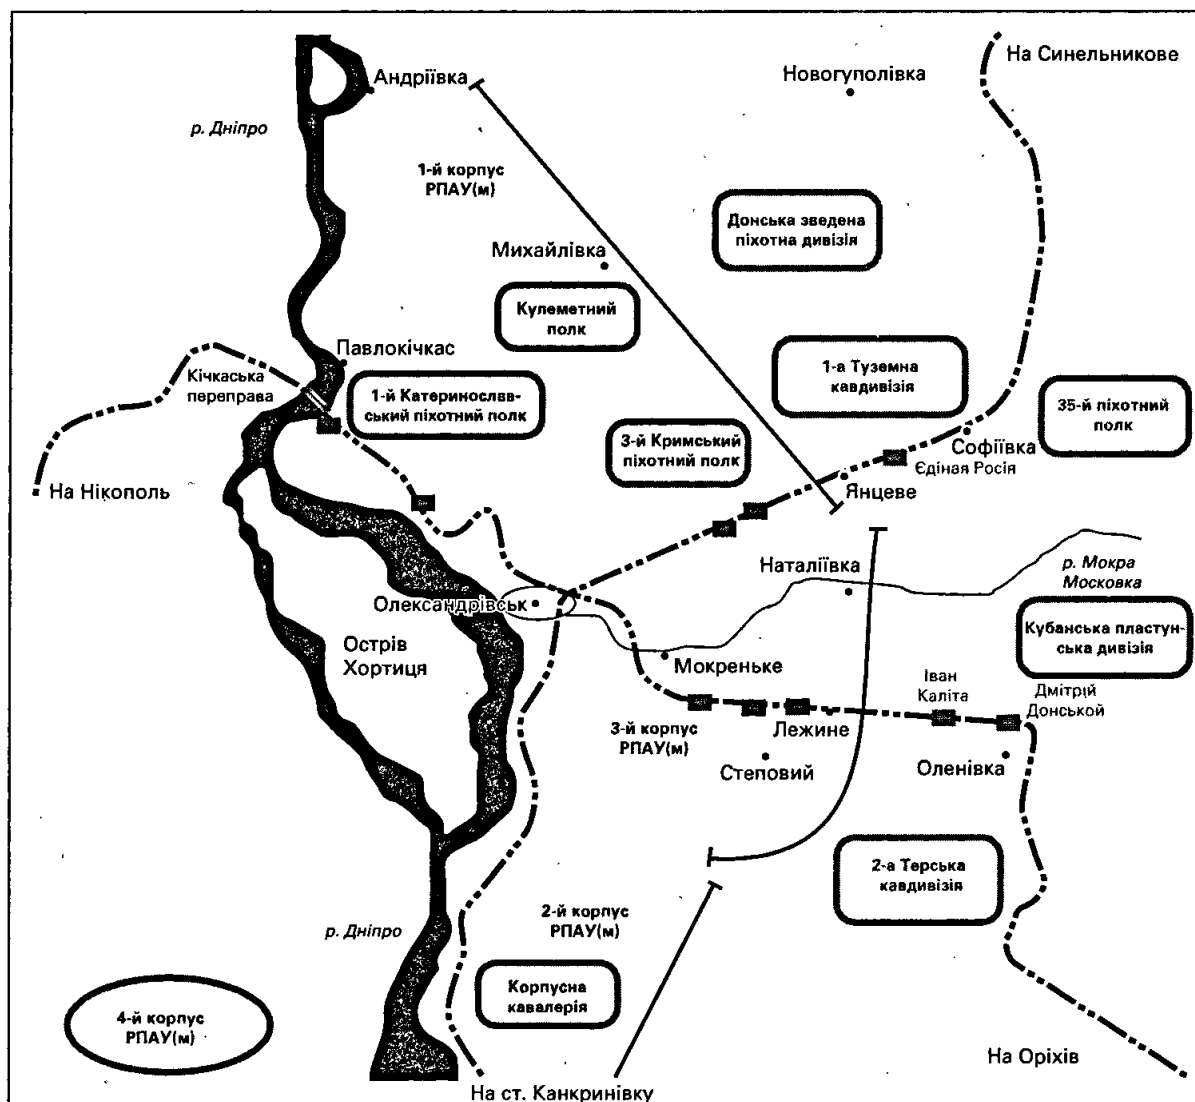 На Синельникове
Андріївка
Новогуполівка
р. Дніпро
1-й корпус
РПАУ(м)
Донська зведена
піхотна дивізія
Михайлівка
Кулеметний
полк
Павлокічкас
Кічкаська
переправа
1-й Катеринослав-
ський піхотний полк
1-а Туземна
кавдивізія
35-й піхотний
полк
3-й Кримський
піхотний полк
Софіївка
Єдіная Росія
На Нікополь
Янцеве
Наталіївка
р. Мокра
Московка
Олександрівськ
Кубанська пластун-
ська дивізія
Острів
Хортиця
Мокреньке
Іван
Каліта
Дмітрій
Донськой
3-й корпус
РПАУ(м)
Лежине
Степовий
Оленівка
2-а Терська
кавдивізія
2-й корпус
РПАУ(м)
р. Дніпро
Корпусна
кавалерія
4-й корпус
РПАУ(м)
На Оріхів
На ст. Канкринівку